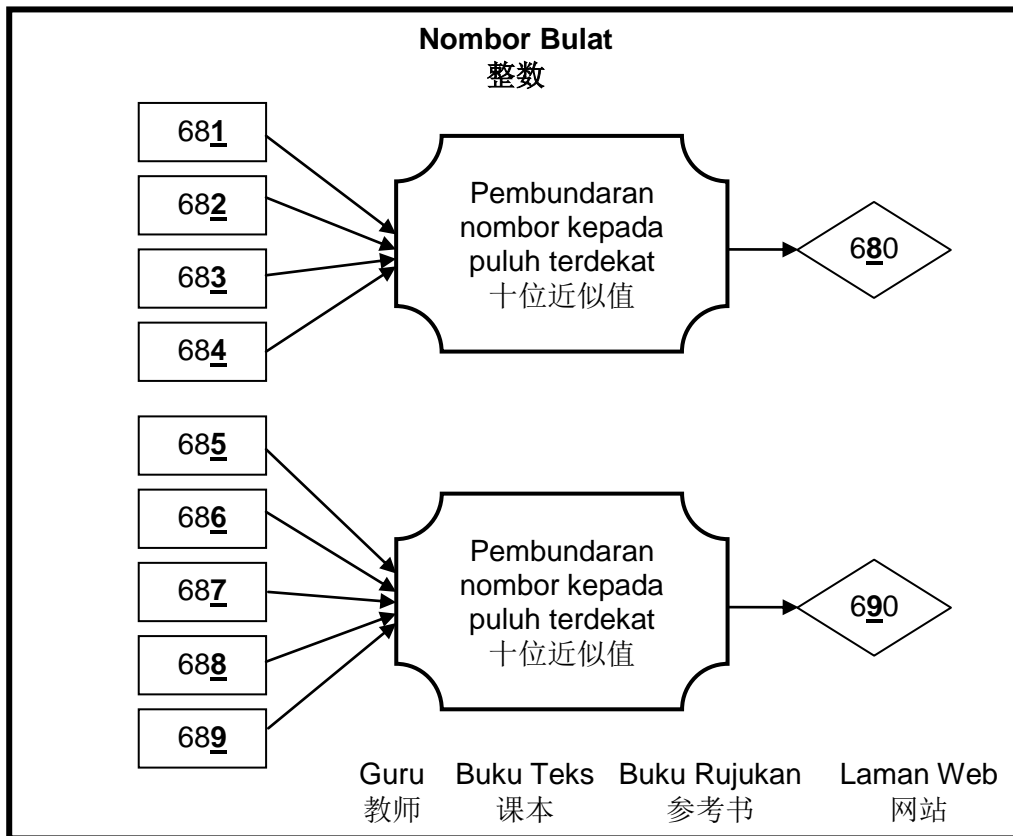 Nombor Bulat
整数
681
682
683
684
Pembundaran
nombor kepada
puluh terdekat
十位近似值
680
685
686
687
688
689
Pembundaran
nombor kepada
puluh terdekat
十位近似值
690
Guru Buku Teks Buku Rujukan Laman Web
教师 课本 参考书 网站